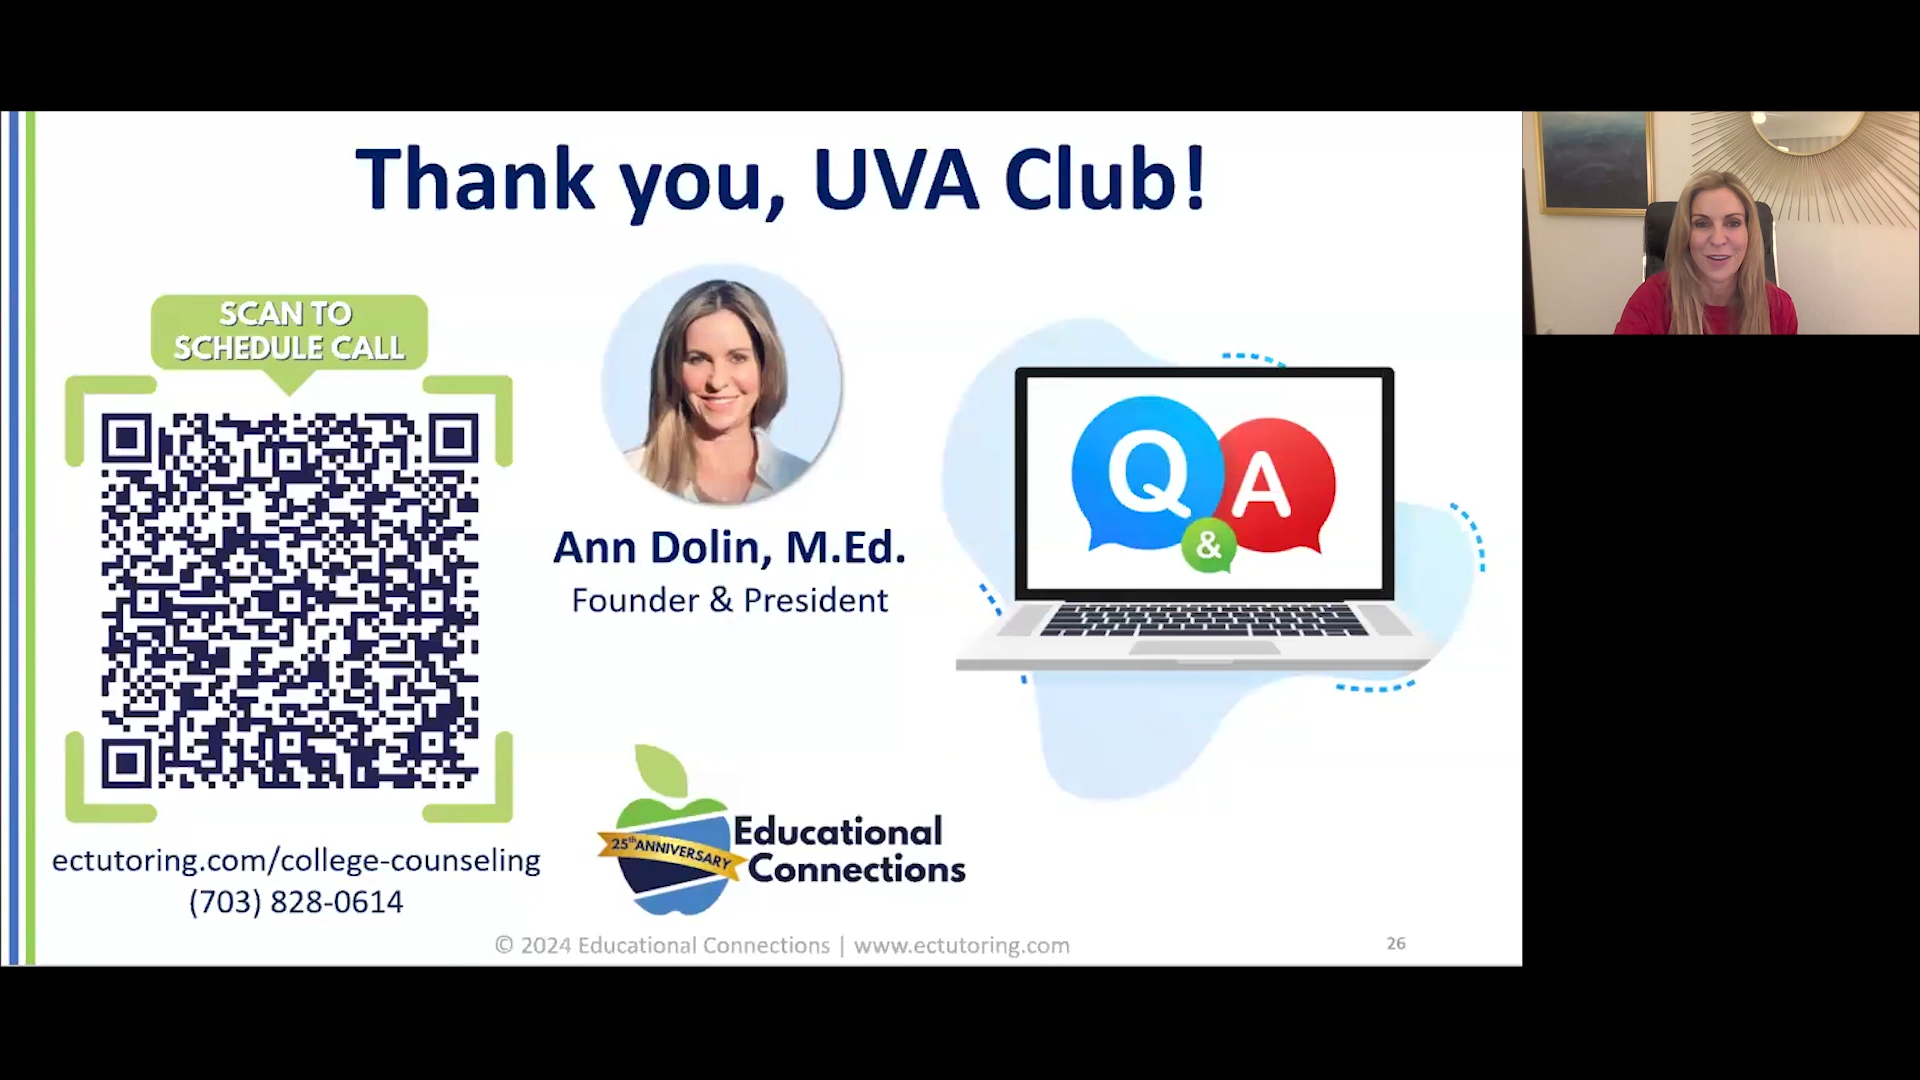 Thank you, UVA Club!
SCAN TO
SCHEDULE CALL
Ann Dolin, M.Ed.
Founder & President
Q
&
A
ectutoring.com/college-counseling
(703) 828-0614
25th ANNIVERSARY
Educational
Connections
© 2024 Educational Connections | www.ectutoring.com
26